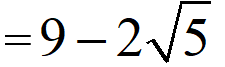 = 9 − 2√5